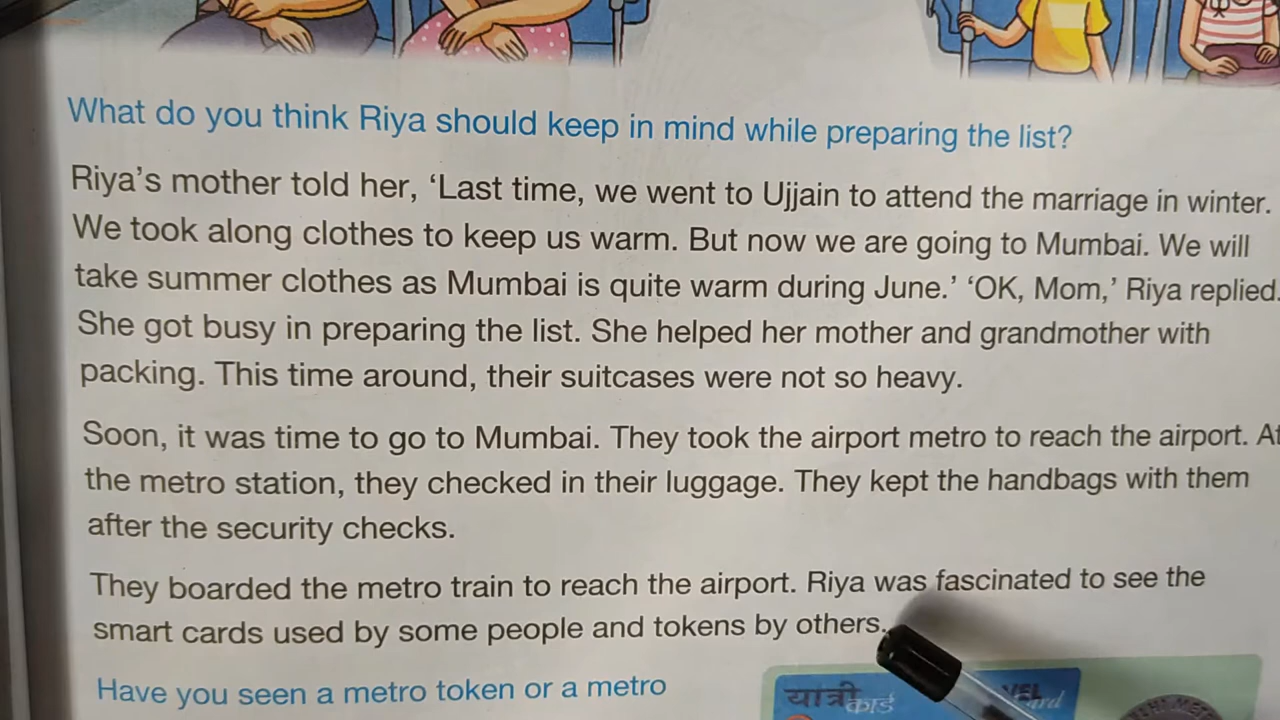 What do you think Riya should keep in mind while preparing the list?
Riya's mother told her, ‘Last time, we went to Ujjain to attend the marriage in winter.
We took along clothes to keep us warm. But now we are going to Mumbai. We will
take summer clothes as Mumbai is quite warm during June.’ ‘OK, Mom,’ Riya replied.
She got busy in preparing the list. She helped her mother and grandmother with
packing. This time around, their suitcases were not so heavy.
Soon, it was time to go to Mumbai. They took the airport metro to reach the airport. At
the metro station, they checked in their luggage. They kept the handbags with them
after the security checks.
They boarded the metro train to reach the airport. Riya was fascinated to see the
smart cards used by some people and tokens by others.
Have you seen a metro token or a metro
यात्री कार्ड